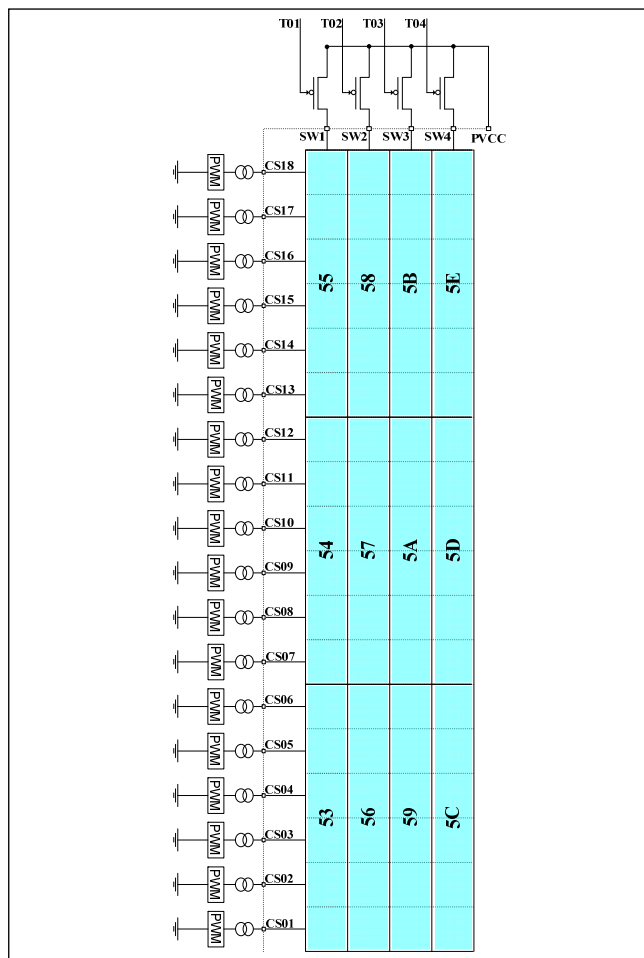 T01 T02 T03 T04
SW1 SW2 SW3 SW4 PVCC
PWM CS18
PWM CS17
PWM CS16
55 58 5B 5E
PWM CS15
PWM CS14
PWM CS13
PWM CS12
PWM CS11
PWM CS10
54 57 5A 5D
PWM CS09
PWM CS08
PWM CS07
PWM CS06
PWM CS05
PWM CS04
53 56 59 5C
PWM CS03
PWM CS02
PWM CS01